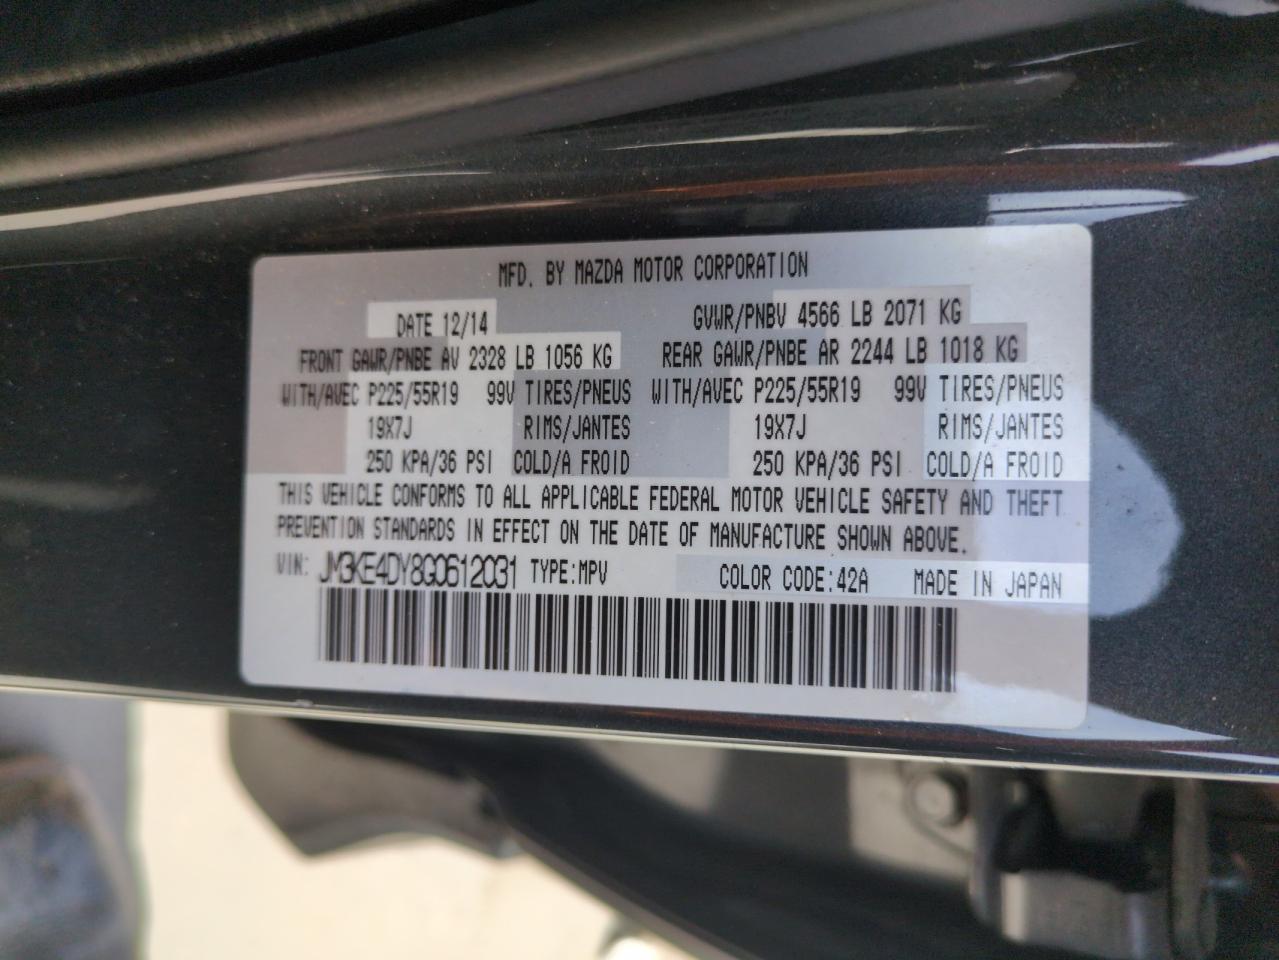 MFD. BY MAZDA MOTOR CORPORATION
DATE 12/14 GVWR/PNBV 4566 LB 2071 KG
FRONT GAWR/PNBE AV 2328 LB 1056 KG REAR GAWR/PNBE AR 2244 LB 1018 KG
WITH/AVEC P225/55R19 99V TIRES/PNEUS WITH/AVEC P225/55R19 99V TIRES/PNEUS
19X7J RIMS/JANTES 19X7J RIMS/JANTES
250 KPA/36 PSI COLD/A FROID 250 KPA/36 PSI COLD/A FROID
THIS VEHICLE CONFORMS TO ALL APPLICABLE FEDERAL MOTOR VEHICLE SAFETY AND THEFT
PREVENTION STANDARDS IN EFFECT ON THE DATE OF MANUFACTURE SHOWN ABOVE.
VIN: JM3KE4DY8G0612031 TYPE:MPV COLOR CODE:42A MADE IN JAPAN